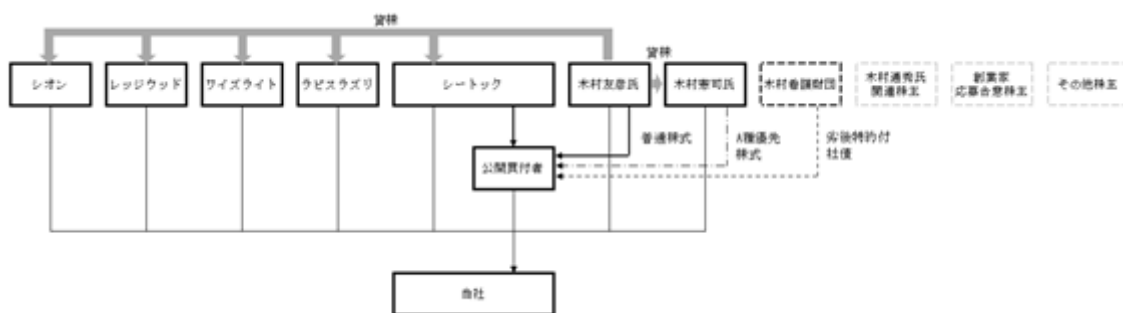 貸株
貸株
シオン
レッジウッド
ワイズライト
ラピスラズリ
シートック
木村友彦氏
木村憲司氏
木村看護財団
木村通秀氏
関連株主
創業家
応募合意株主
その他株主
普通株式
A種優先
株式
劣後特約付
社債
公開買付者
当社